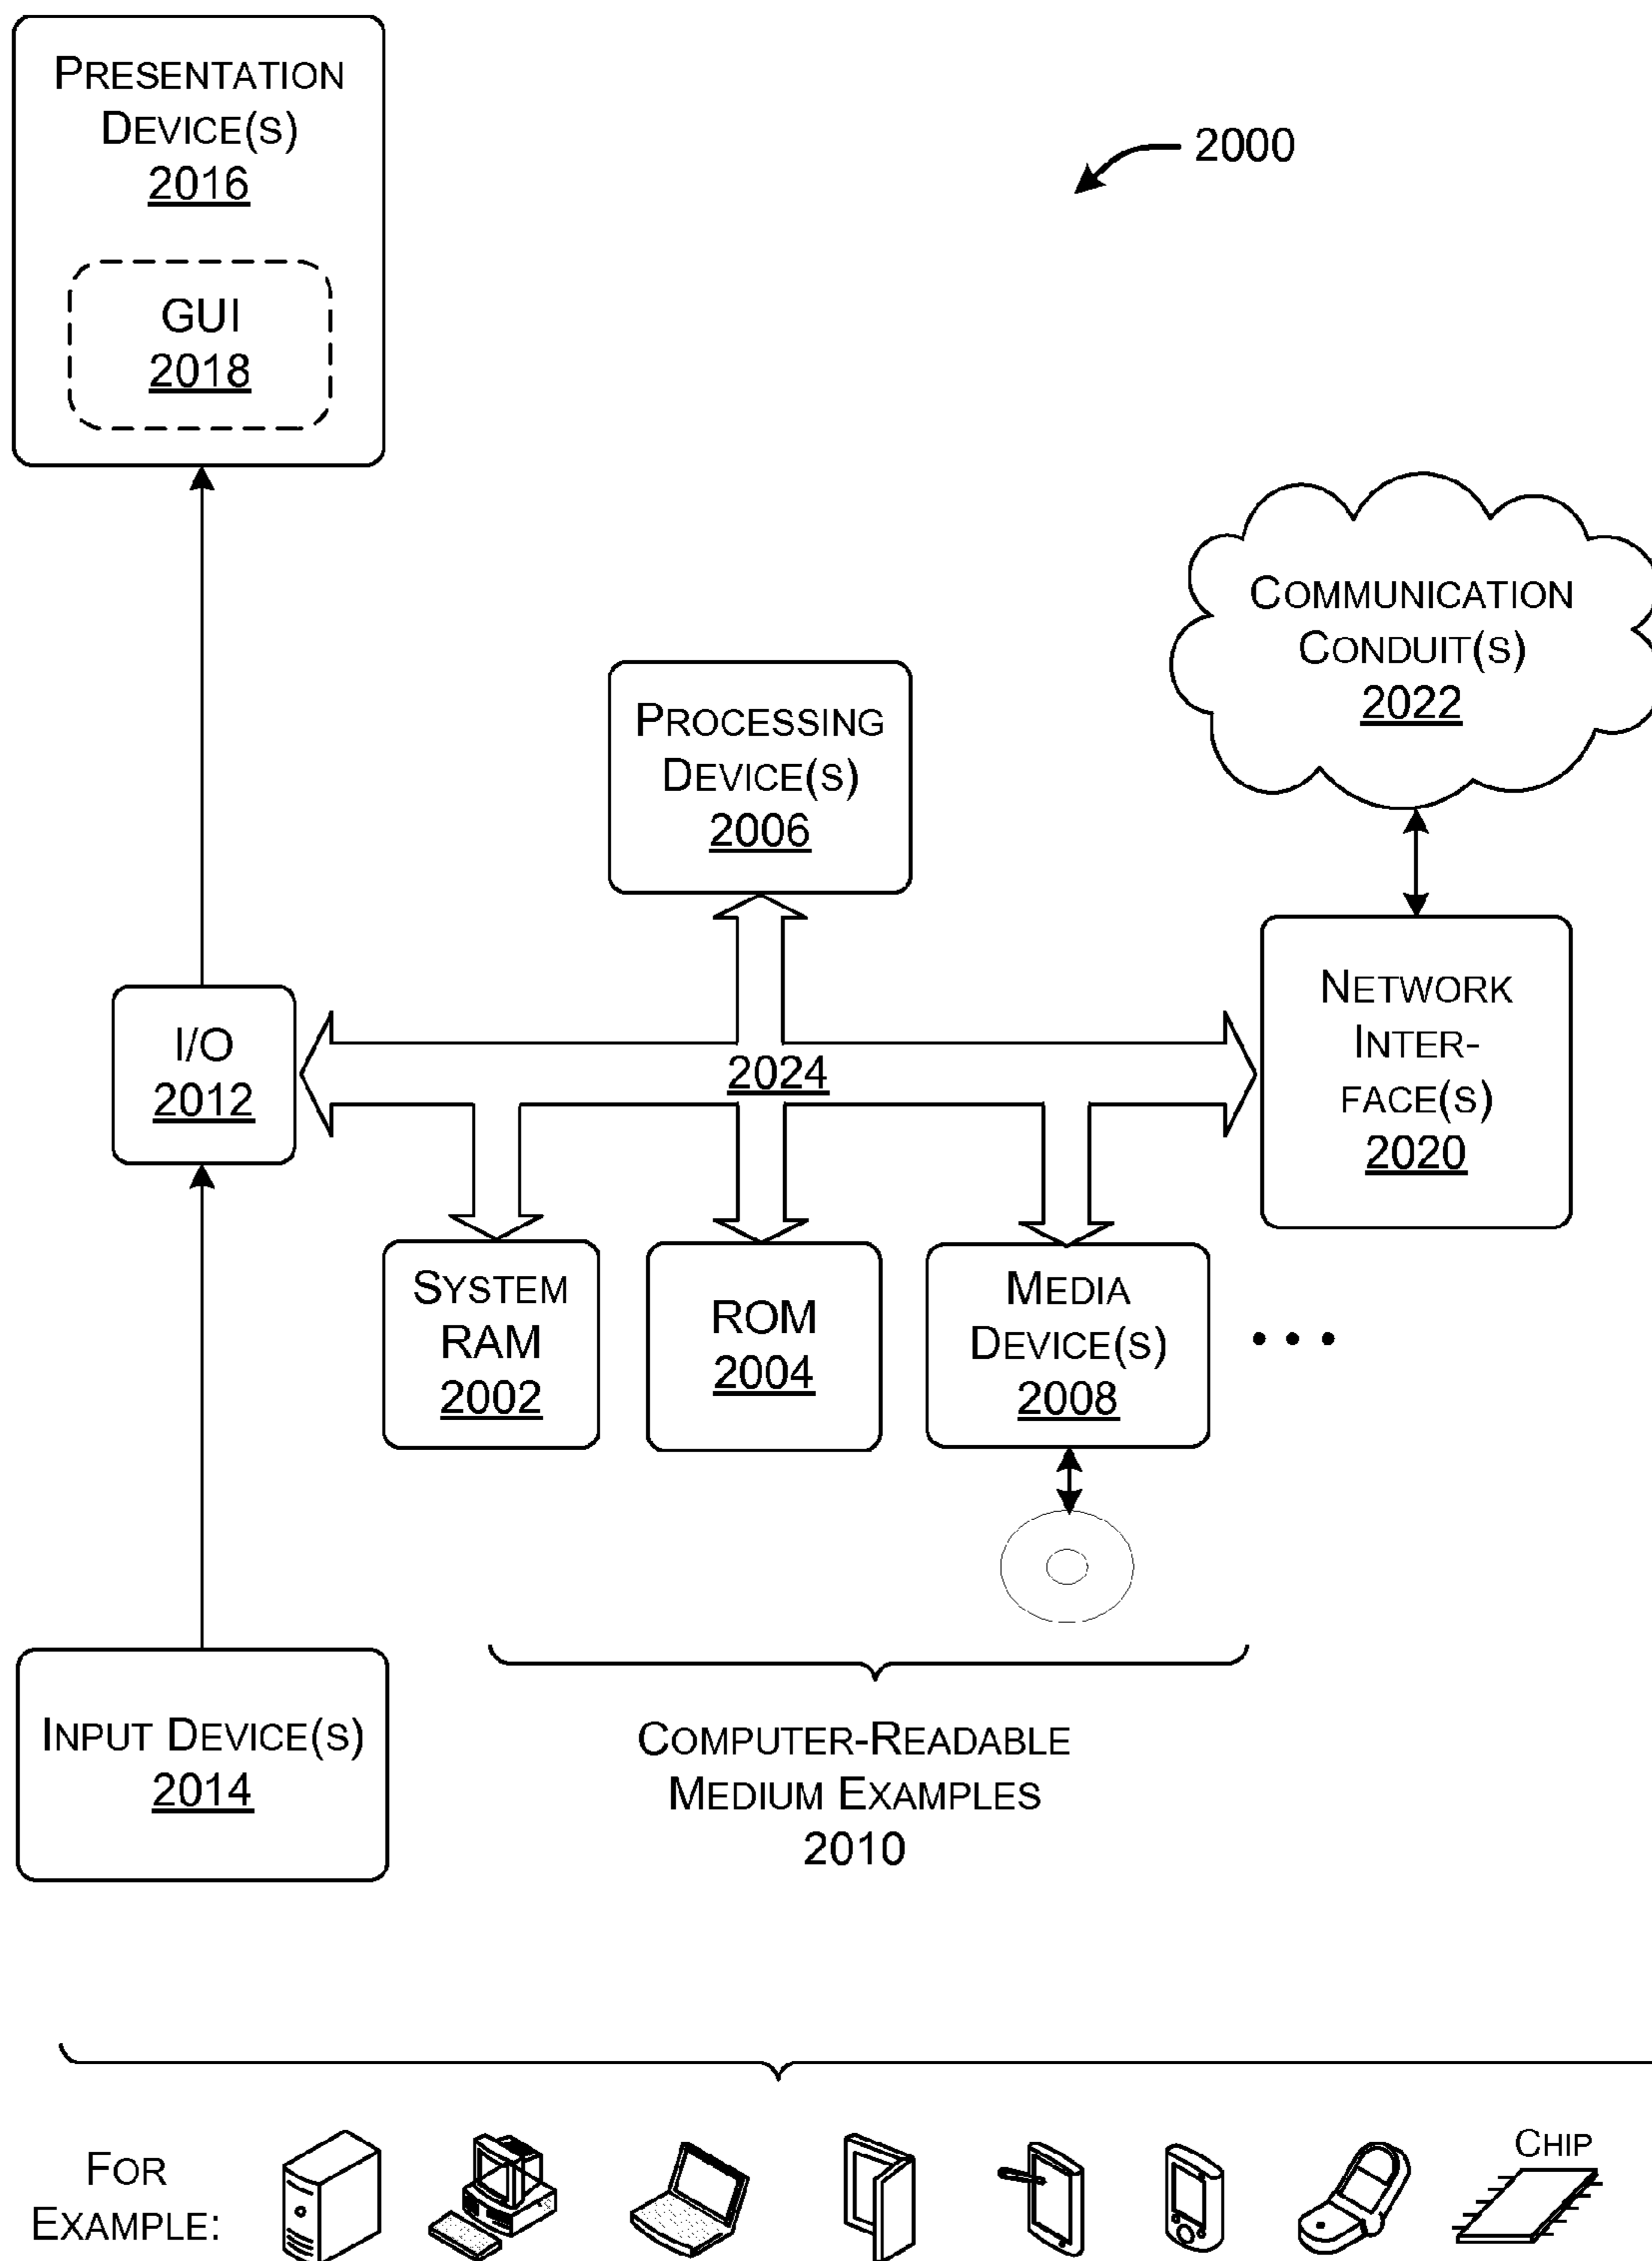 PRESENTATION
DEVICE(S)
2016
GUI
2018
2000
COMMUNICATION
CONDUIT(S)
2022
PROCESSING
DEVICE(S)
2006
NETWORK
INTER-
FACE(S)
2020
I/O
2012
2024
SYSTEM
RAM
2002
ROM
2004
MEDIA
DEVICE(S)
2008
• • •
INPUT DEVICE(S)
2014
COMPUTER-READABLE
MEDIUM EXAMPLES
2010
FOR
EXAMPLE:
CHIP